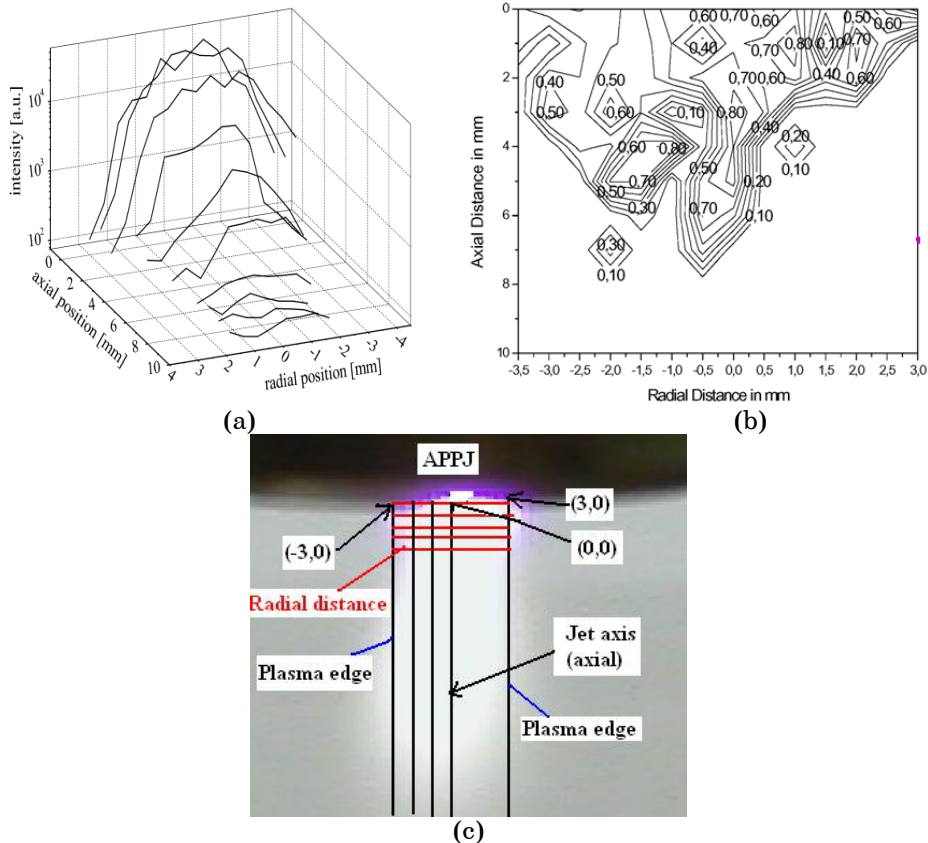 (a)
intensity [a.u.]
10⁴
10³
10²
0
2
4
6
8
10
axial position [mm]
4
3
2
1
0
-1
-2
-3
-4
radial position [mm]
(b)
Axial Distance in mm
0
2
4
6
8
10
-3,5 -3,0 -2,5 -2,0 -1,5 -1,0 -0,5 0,0 0,5 1,0 1,5 2,0 3,0
Radial Distance in mm
0,60 0,70 0,60 0,50 0,60
0,40 0,70 0,80 0,10 0,70
0,40 0,50 0,70 0,60 0,40 0,60
0,50 0,60 0,10 0,80 0,40
0,60 0,80 0,20
0,50 0,10
0,50 0,70 0,20
0,30 0,70 0,10
0,30
0,10
APPJ
(-3,0)
(3,0)
(0,0)
Radial distance
Plasma edge
Jet axis
(axial)
Plasma edge
(c)